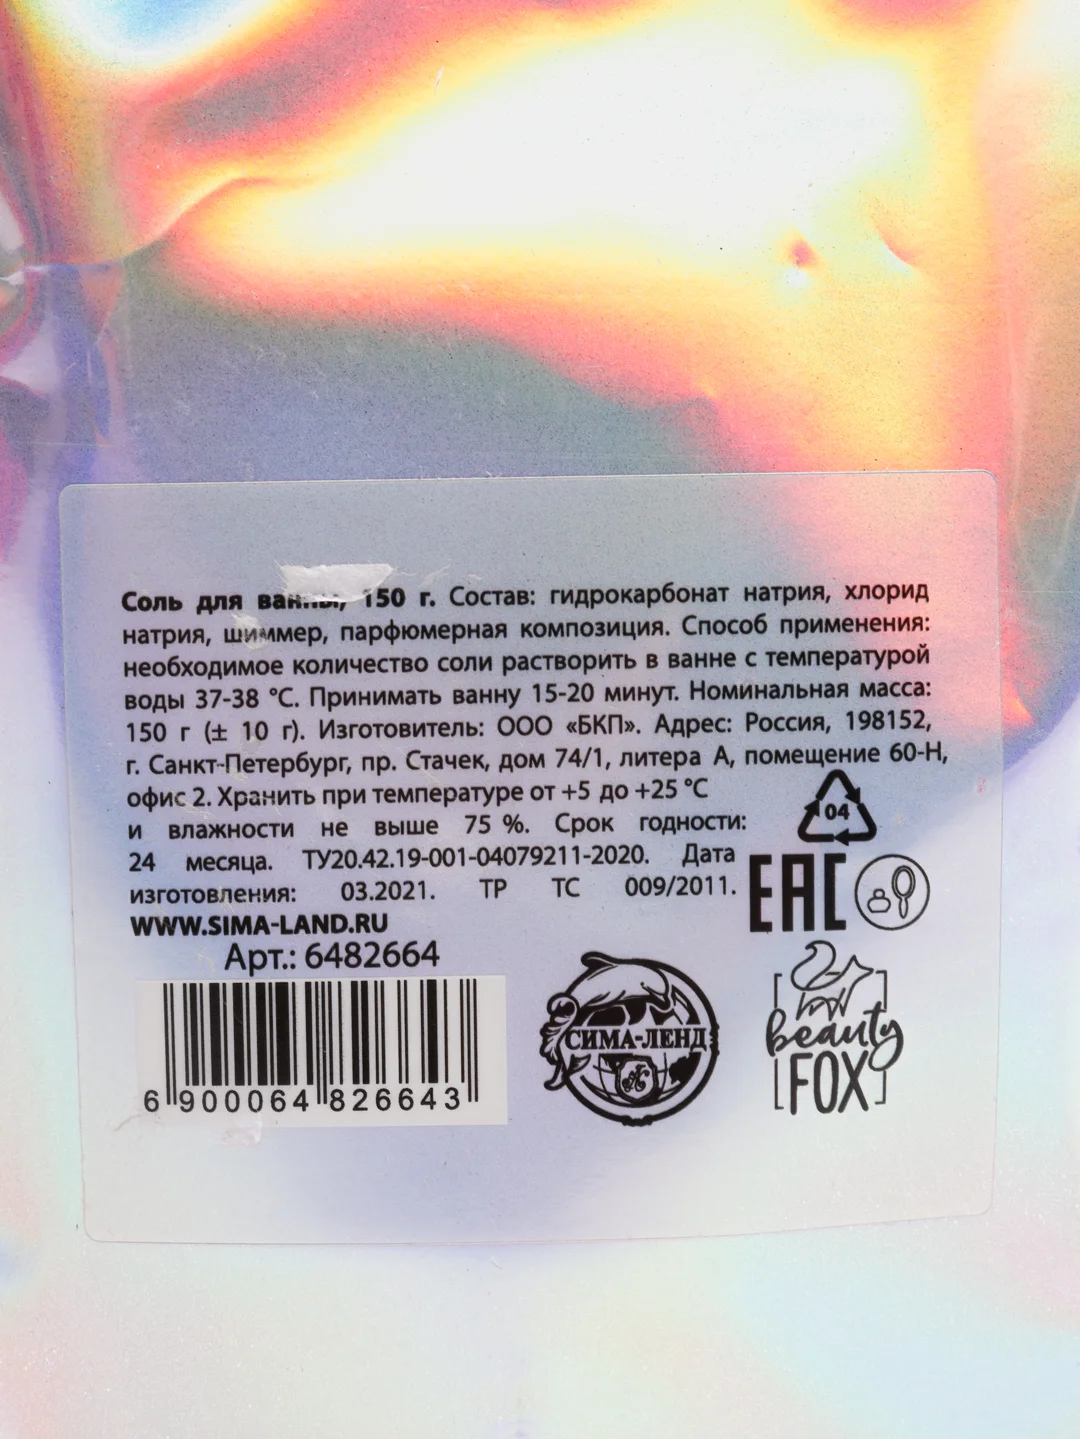 Соль для ванны, 150 г. Состав: гидрокарбонат натрия, хлорид
натрия, шиммер, парфюмерная композиция. Способ применения:
необходимое количество соли растворить в ванне с температурой
воды 37-38 °С. Принимать ванну 15-20 минут. Номинальная масса:
150 г (± 10 г). Изготовитель: ООО «БКП». Адрес: Россия, 198152,
г. Санкт-Петербург, пр. Стачек, дом 74/1, литера А, помещение 60-Н,
офис 2. Хранить при температуре от +5 до +25 °С
и влажности не выше 75 %. Срок годности:
24 месяца. ТУ20.42.19-001-04079211-2020. Дата
изготовления: 03.2021. ТР ТС 009/2011.
WWW.SIMA-LAND.RU
Арт.: 6482664
6 900064 826643
04
EAC
СИМА-ЛЕНД
beauty
FOX